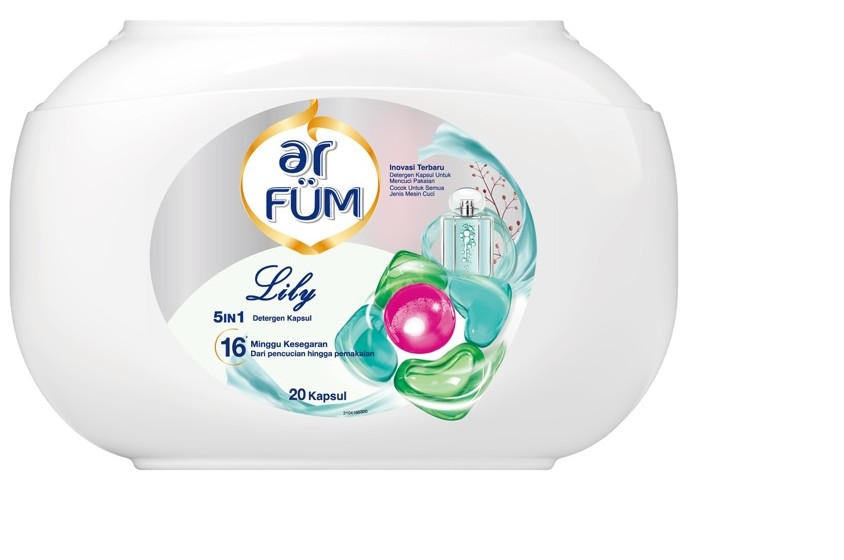 ar
FÜM
Inovasi Terbaru
Detergen Kapsul Untuk
Mencuci Pakaian
Cocok Untuk Semua
Jenis Mesin Cuci
Lily
5IN1 Detergen Kapsul
16* Minggu Kesegaran
Dari pencucian hingga pemakaian
20 Kapsul